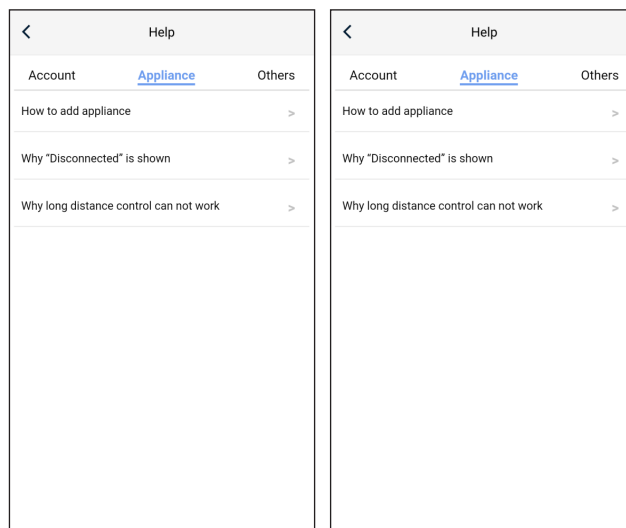 Help
Account Appliance Others
How to add appliance >
Why “Disconnected” is shown >
Why long distance control can not work >
Help
Account Appliance Others
How to add appliance >
Why “Disconnected” is shown >
Why long distance control can not work >